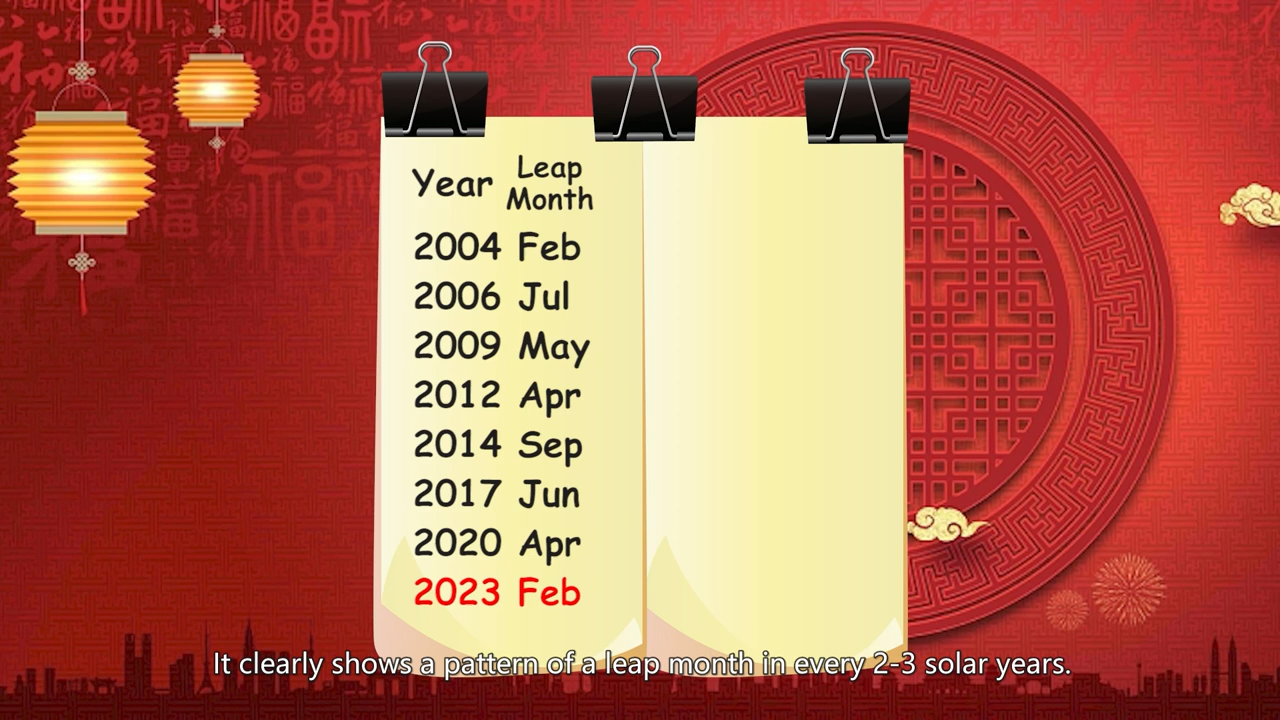 Year Leap Month
2004 Feb
2006 Jul
2009 May
2012 Apr
2014 Sep
2017 Jun
2020 Apr
2023 Feb
It clearly shows a pattern of a leap month in every 2-3 solar years.